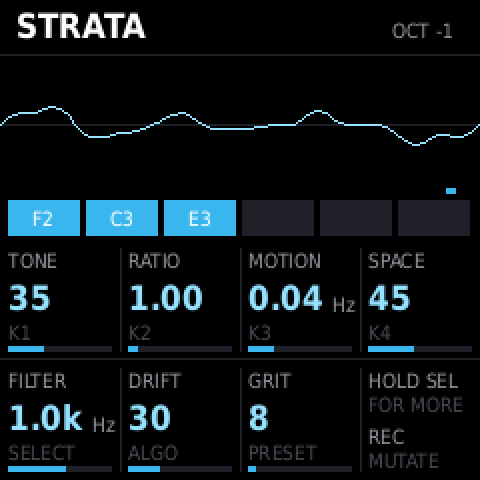 STRATA OCT -1
F2 C3 E3
TONE RATIO MOTION SPACE
35 1.00 0.04 Hz 45
K1 K2 K3 K4
FILTER DRIFT GRIT HOLD SEL
FOR MORE
1.0k Hz 30 8
REC
SELECT ALGO PRESET MUTATE